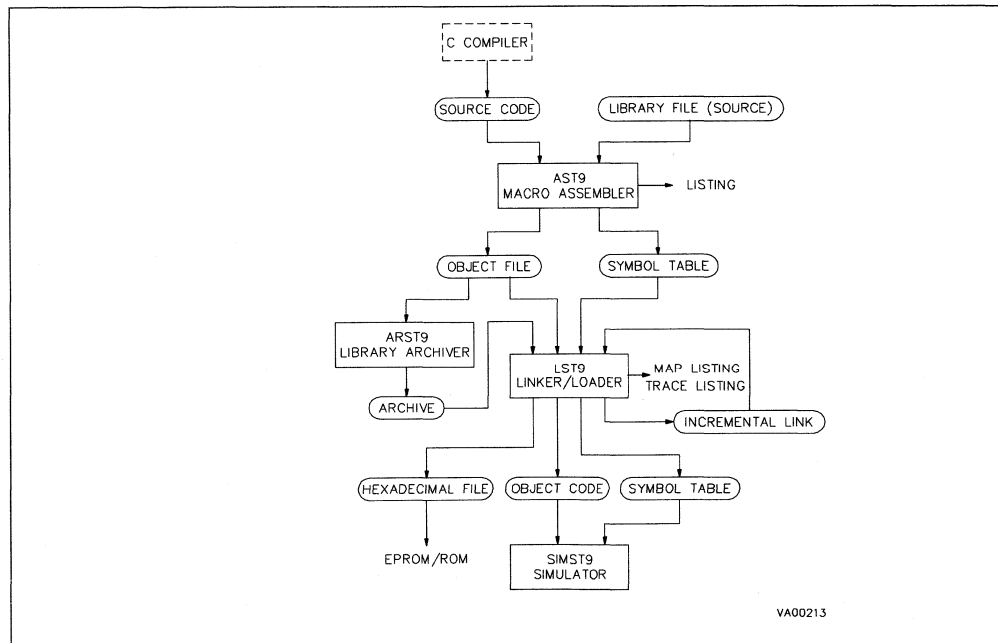 C COMPILER
SOURCE CODE
LIBRARY FILE (SOURCE)
AST9
MACRO ASSEMBLER
LISTING
OBJECT FILE
SYMBOL TABLE
ARST9
LIBRARY ARCHIVER
LST9
LINKER/LOADER
MAP LISTING
TRACE LISTING
ARCHIVE
INCREMENTAL LINK
HEXADECIMAL FILE
OBJECT CODE
SYMBOL TABLE
EPROM/ROM
SIMST9
SIMULATOR
VA00213